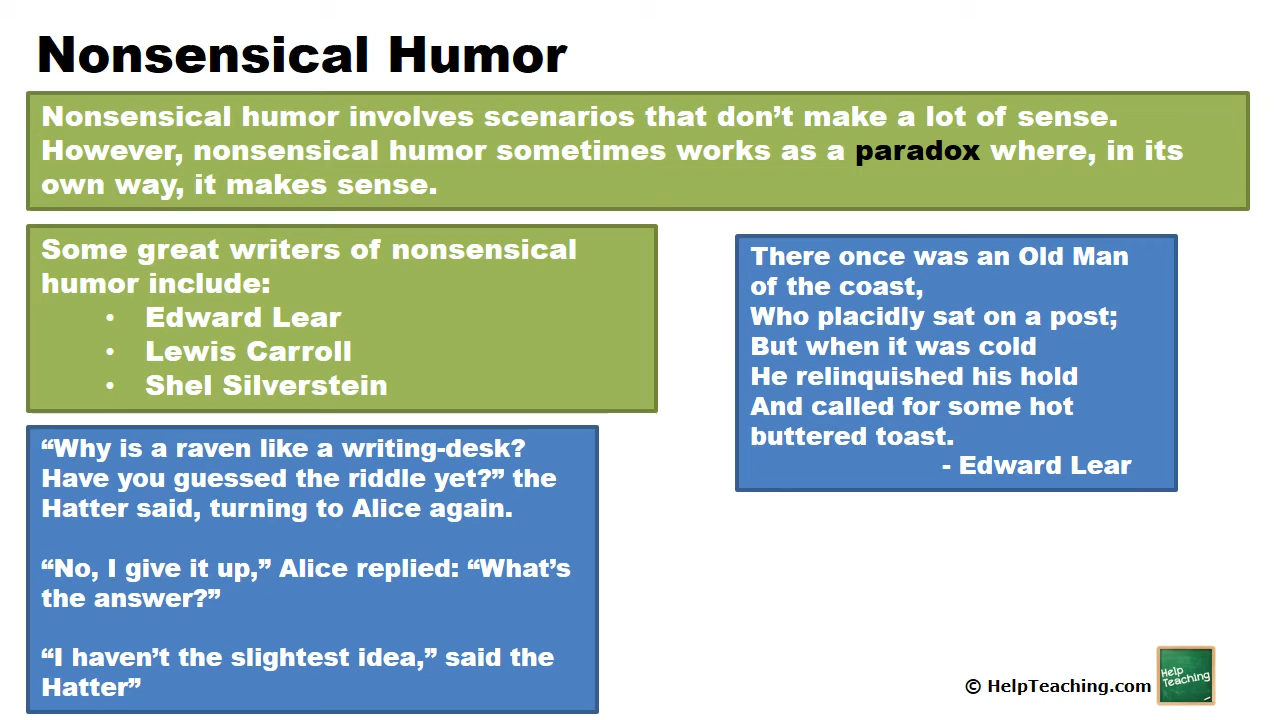 Nonsensical Humor
Nonsensical humor involves scenarios that don’t make a lot of sense.
However, nonsensical humor sometimes works as a paradox where, in its
own way, it makes sense.
Some great writers of nonsensical
humor include:
• Edward Lear
• Lewis Carroll
• Shel Silverstein
“Why is a raven like a writing-desk?
Have you guessed the riddle yet?” the
Hatter said, turning to Alice again.
“No, I give it up,” Alice replied: “What’s
the answer?”
“I haven’t the slightest idea,” said the
Hatter”
There once was an Old Man
of the coast,
Who placidly sat on a post;
But when it was cold
He relinquished his hold
And called for some hot
buttered toast.
- Edward Lear
© HelpTeaching.com
Help
Teaching